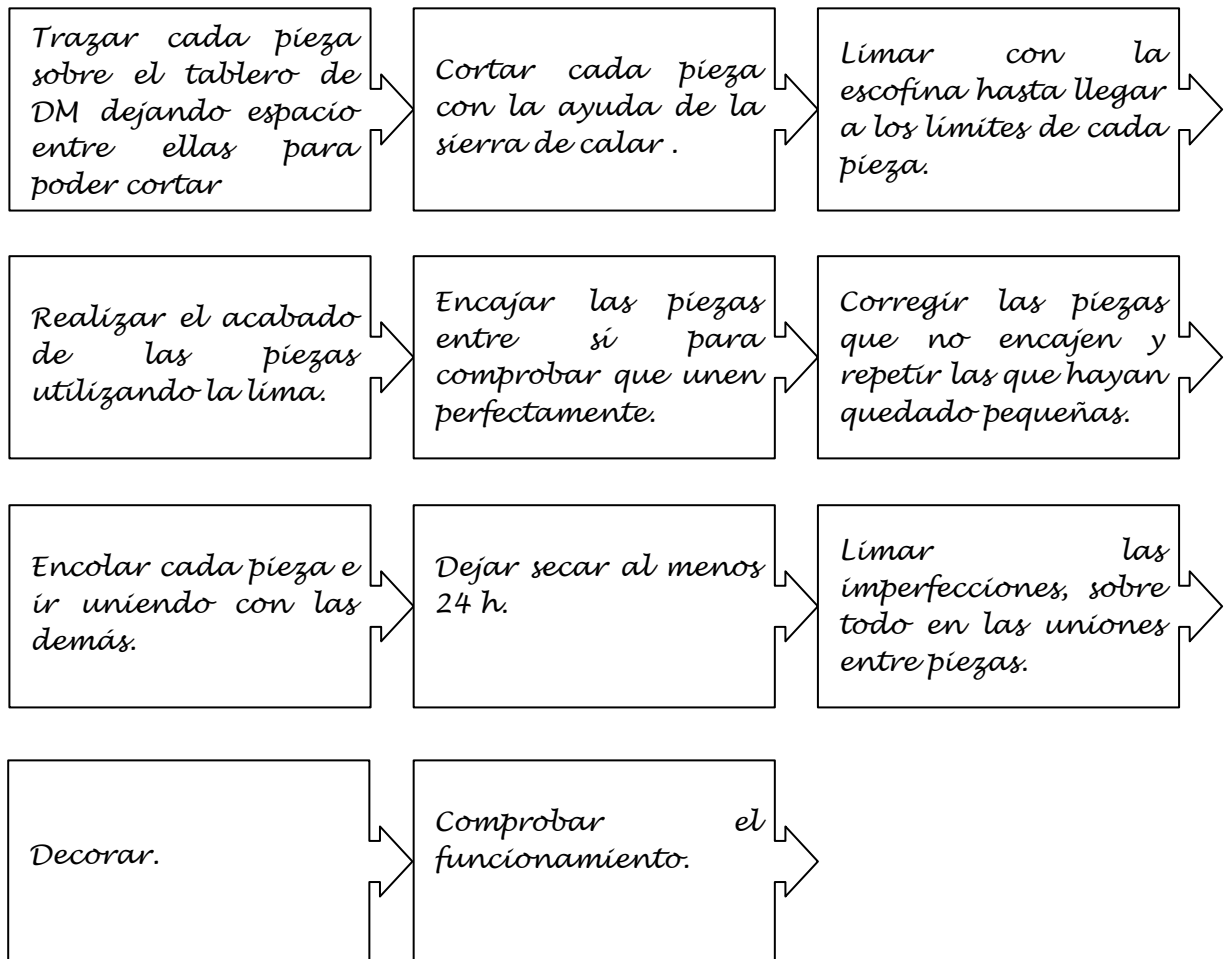 Trazar cada pieza
sobre el tablero de
DM dejando espacio
entre ellas para
poder cortar
Cortar cada pieza
con la ayuda de la
sierra de calar .
Limar con la
escofina hasta llegar
a los límites de cada
pieza.
Realizar el acabado
de las piezas
utilizando la lima.
Encajar las piezas
entre sí para
comprobar que unen
perfectamente.
Corregir las piezas
que no encajen y
repetir las que hayan
quedado pequeñas.
Encolar cada pieza e
ir uniendo con las
demás.
Dejar secar al menos
24 h.
Limar las
imperfecciones, sobre
todo en las uniones
entre piezas.
Decorar.
Comprobar el
funcionamiento.